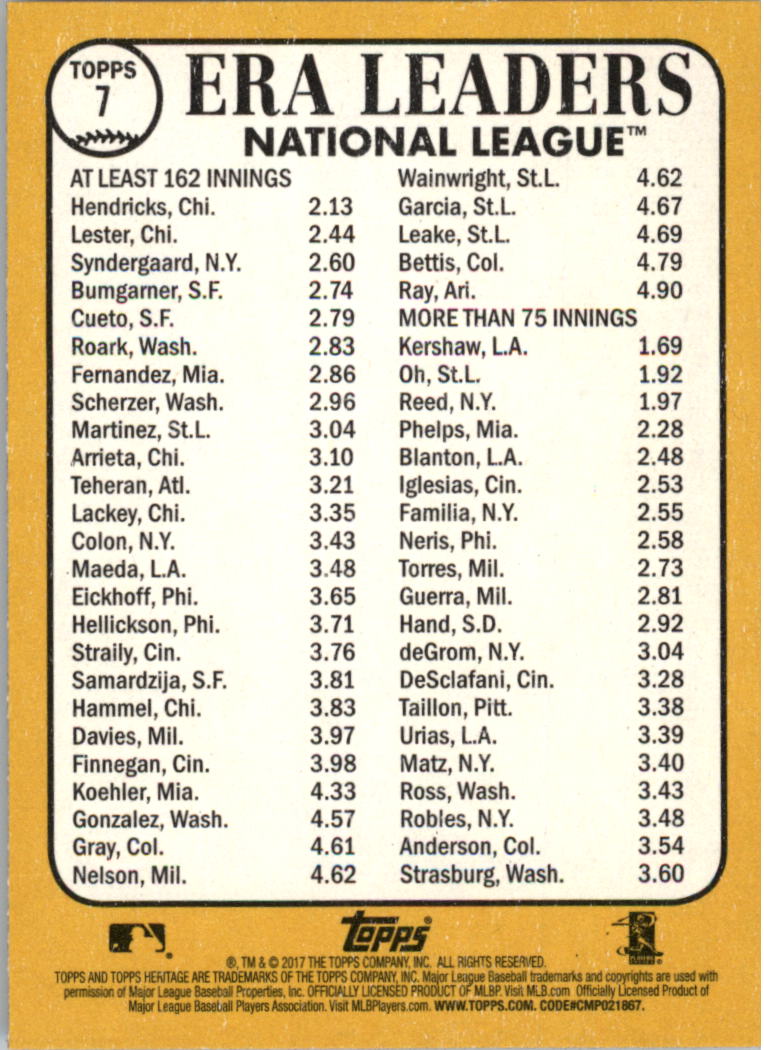 TOPPS
7
ERA LEADERS
NATIONAL LEAGUE™
AT LEAST 162 INNINGS
Hendricks, Chi. 2.13
Lester, Chi. 2.44
Syndergaard, N.Y. 2.60
Bumgarner, S.F. 2.74
Cueto, S.F. 2.79
Roark, Wash. 2.83
Fernandez, Mia. 2.86
Scherzer, Wash. 2.96
Martinez, St.L. 3.04
Arrieta, Chi. 3.10
Teheran, Atl. 3.21
Lackey, Chi. 3.35
Colon, N.Y. 3.43
Maeda, L.A. 3.48
Eickhoff, Phi. 3.65
Hellickson, Phi. 3.71
Straily, Cin. 3.76
Samardzija, S.F. 3.81
Hammel, Chi. 3.83
Davies, Mil. 3.97
Finnegan, Cin. 3.98
Koehler, Mia. 4.33
Gonzalez, Wash. 4.57
Gray, Col. 4.61
Nelson, Mil. 4.62
Wainwright, St.L. 4.62
Garcia, St.L. 4.67
Leake, St.L. 4.69
Bettis, Col. 4.79
Ray, Ari. 4.90
MORE THAN 75 INNINGS
Kershaw, L.A. 1.69
Oh, St.L. 1.92
Reed, N.Y. 1.97
Phelps, Mia. 2.28
Blanton, L.A. 2.48
Iglesias, Cin. 2.53
Familia, N.Y. 2.55
Neris, Phi. 2.58
Torres, Mil. 2.73
Guerra, Mil. 2.81
Hand, S.D. 2.92
deGrom, N.Y. 3.04
DeSclafani, Cin. 3.28
Taillon, Pitt. 3.38
Urias, L.A. 3.39
Matz, N.Y. 3.40
Ross, Wash. 3.43
Robles, N.Y. 3.48
Anderson, Col. 3.54
Strasburg, Wash. 3.60
Topps®
®, TM & © 2017 THE TOPPS COMPANY, INC. ALL RIGHTS RESERVED.
TOPPS AND TOPPS HERITAGE ARE TRADEMARKS OF THE TOPPS COMPANY, INC. Major League Baseball trademarks and copyrights are used with
permission of Major League Baseball Properties, Inc. OFFICIALLY LICENSED PRODUCT OF MLBP. Visit MLB.com Officially Licensed Product of
Major League Baseball Players Association. Visit MLBPlayers.com. WWW.TOPPS.COM. CODE#CMP021867.